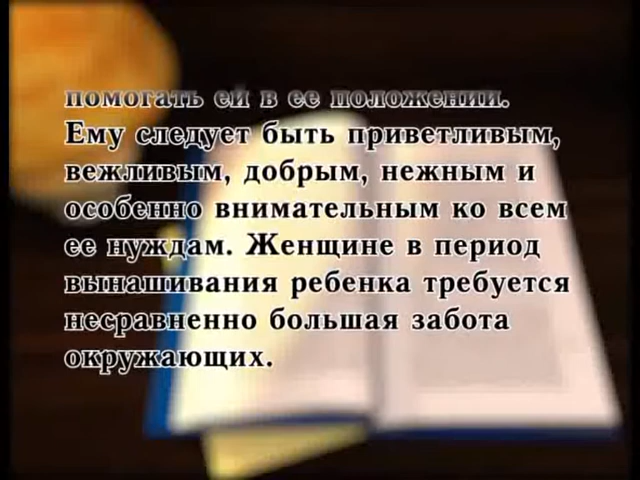 помогать ей в ее положении.
Ему следует быть приветливым,
вежливым, добрым, нежным и
особенно внимательным ко всем
ее нуждам. Женщине в период
вынашивания ребенка требуется
несравненно большая забота
окружающих.